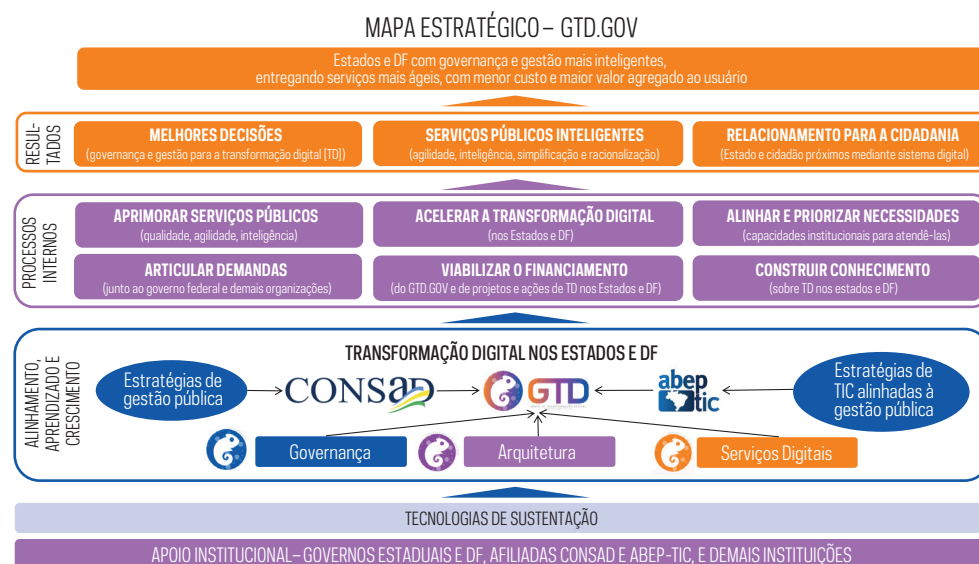 MAPA ESTRATÉGICO – GTD.GOV
Estados e DF com governança e gestão mais inteligentes,
entregando serviços mais ágeis, com menor custo e maior valor agregado ao usuário
RESUL-
TADOS
MELHORES DECISÕES
(governança e gestão para a transformação digital [TD])
SERVIÇOS PÚBLICOS INTELIGENTES
(agilidade, inteligência, simplificação e racionalização)
RELACIONAMENTO PARA A CIDADANIA
(Estado e cidadão próximos mediante sistema digital)
PROCESSOS
INTERNOS
APRIMORAR SERVIÇOS PÚBLICOS
(qualidade, agilidade, inteligência)
ACELERAR A TRANSFORMAÇÃO DIGITAL
(nos Estados e DF)
ALINHAR E PRIORIZAR NECESSIDADES
(capacidades institucionais para atendê-las)
ARTICULAR DEMANDAS
(junto ao governo federal e demais organizações)
VIABILIZAR O FINANCIAMENTO
(do GTD.GOV e de projetos e ações de TD nos Estados e DF)
CONSTRUIR CONHECIMENTO
(sobre TD nos estados e DF)
ALINHAMENTO,
APRENDIZADO E
CRESCIMENTO
TRANSFORMAÇÃO DIGITAL NOS ESTADOS E DF
Estratégias de
gestão pública
CONSAD
GTD
abep
tic
Estratégias de
TIC alinhadas à
gestão pública
Governança
Arquitetura
Serviços Digitais
TECNOLOGIAS DE SUSTENTAÇÃO
APOIO INSTITUCIONAL – GOVERNOS ESTADUAIS E DF, AFILIADAS CONSAD E ABEP-TIC, E DEMAIS INSTITUIÇÕES